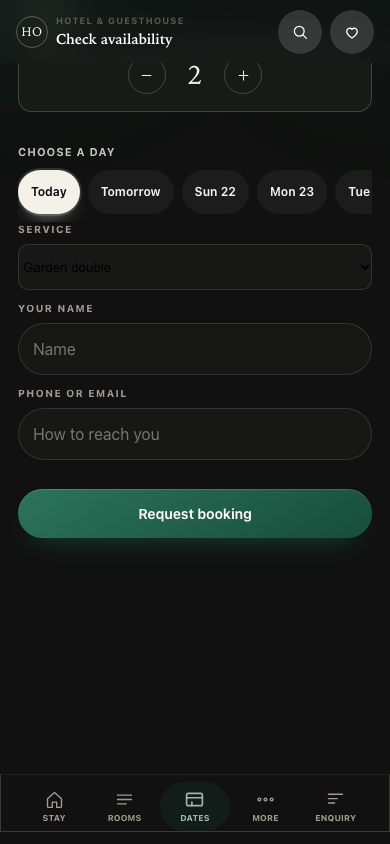 HO
HOTEL & GUESTHOUSE
Check availability
− 2 +
CHOOSE A DAY
Today Tomorrow Sun 22 Mon 23 Tue
SERVICE
Garden double
YOUR NAME
Name
PHONE OR EMAIL
How to reach you
Request booking
STAY ROOMS DATES MORE ENQUIRY